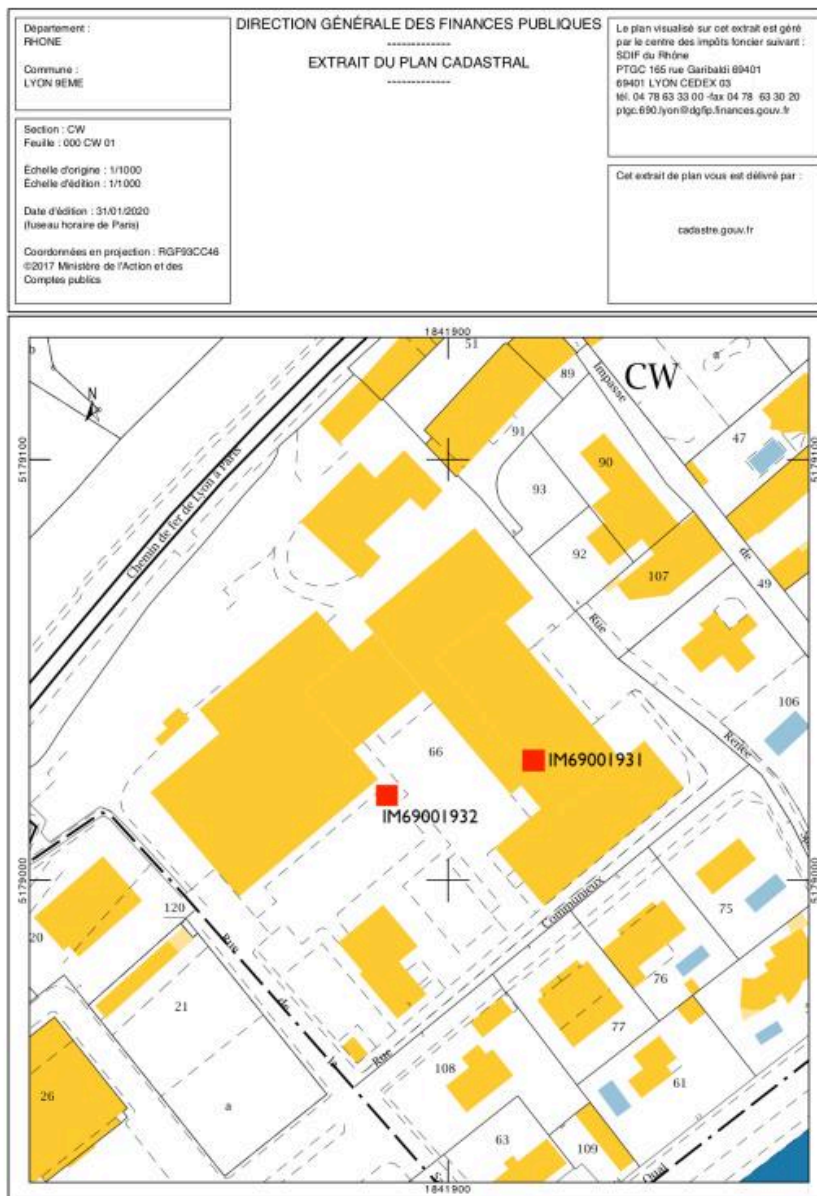 Département :
RHONE
Commune :
LYON 9EME
Section : CW
Feuille : 000 CW 01
Échelle d'origine : 1/1000
Échelle d'édition : 1/1000
Date d'édition : 31/01/2020
(fuseau horaire de Paris)
Coordonnées en projection : RGF93CC46
©2017 Ministère de l'Action et des
Comptes publics
DIRECTION GÉNÉRALE DES FINANCES PUBLIQUES
-------------
EXTRAIT DU PLAN CADASTRAL
-------------
Le plan visualisé sur cet extrait est géré
par le centre des impôts foncier suivant :
SDIF du Rhône
PTGC 165 rue Garibaldi 69401
69401 LYON CEDEX 03
tél. 04 78 63 33 00 -fax 04 78 63 30 20
ptgc.690.lyon@dgfip.finances.gouv.fr
Cet extrait de plan vous est délivré par :
cadastre.gouv.fr
1841900
b
51
89
Impasse
CW
a
N
91
47
5179100
5179100
90
Chemin de fer de Lyon à Paris
93
92
de
107
49
Rue
106
66
Renée
IM69001931
IM69001932
5179000
5179000
Communieux
75
120
20
Rue
76
21
de
77
la
Rue
108
61
26
a
63
109
Quai
1841900